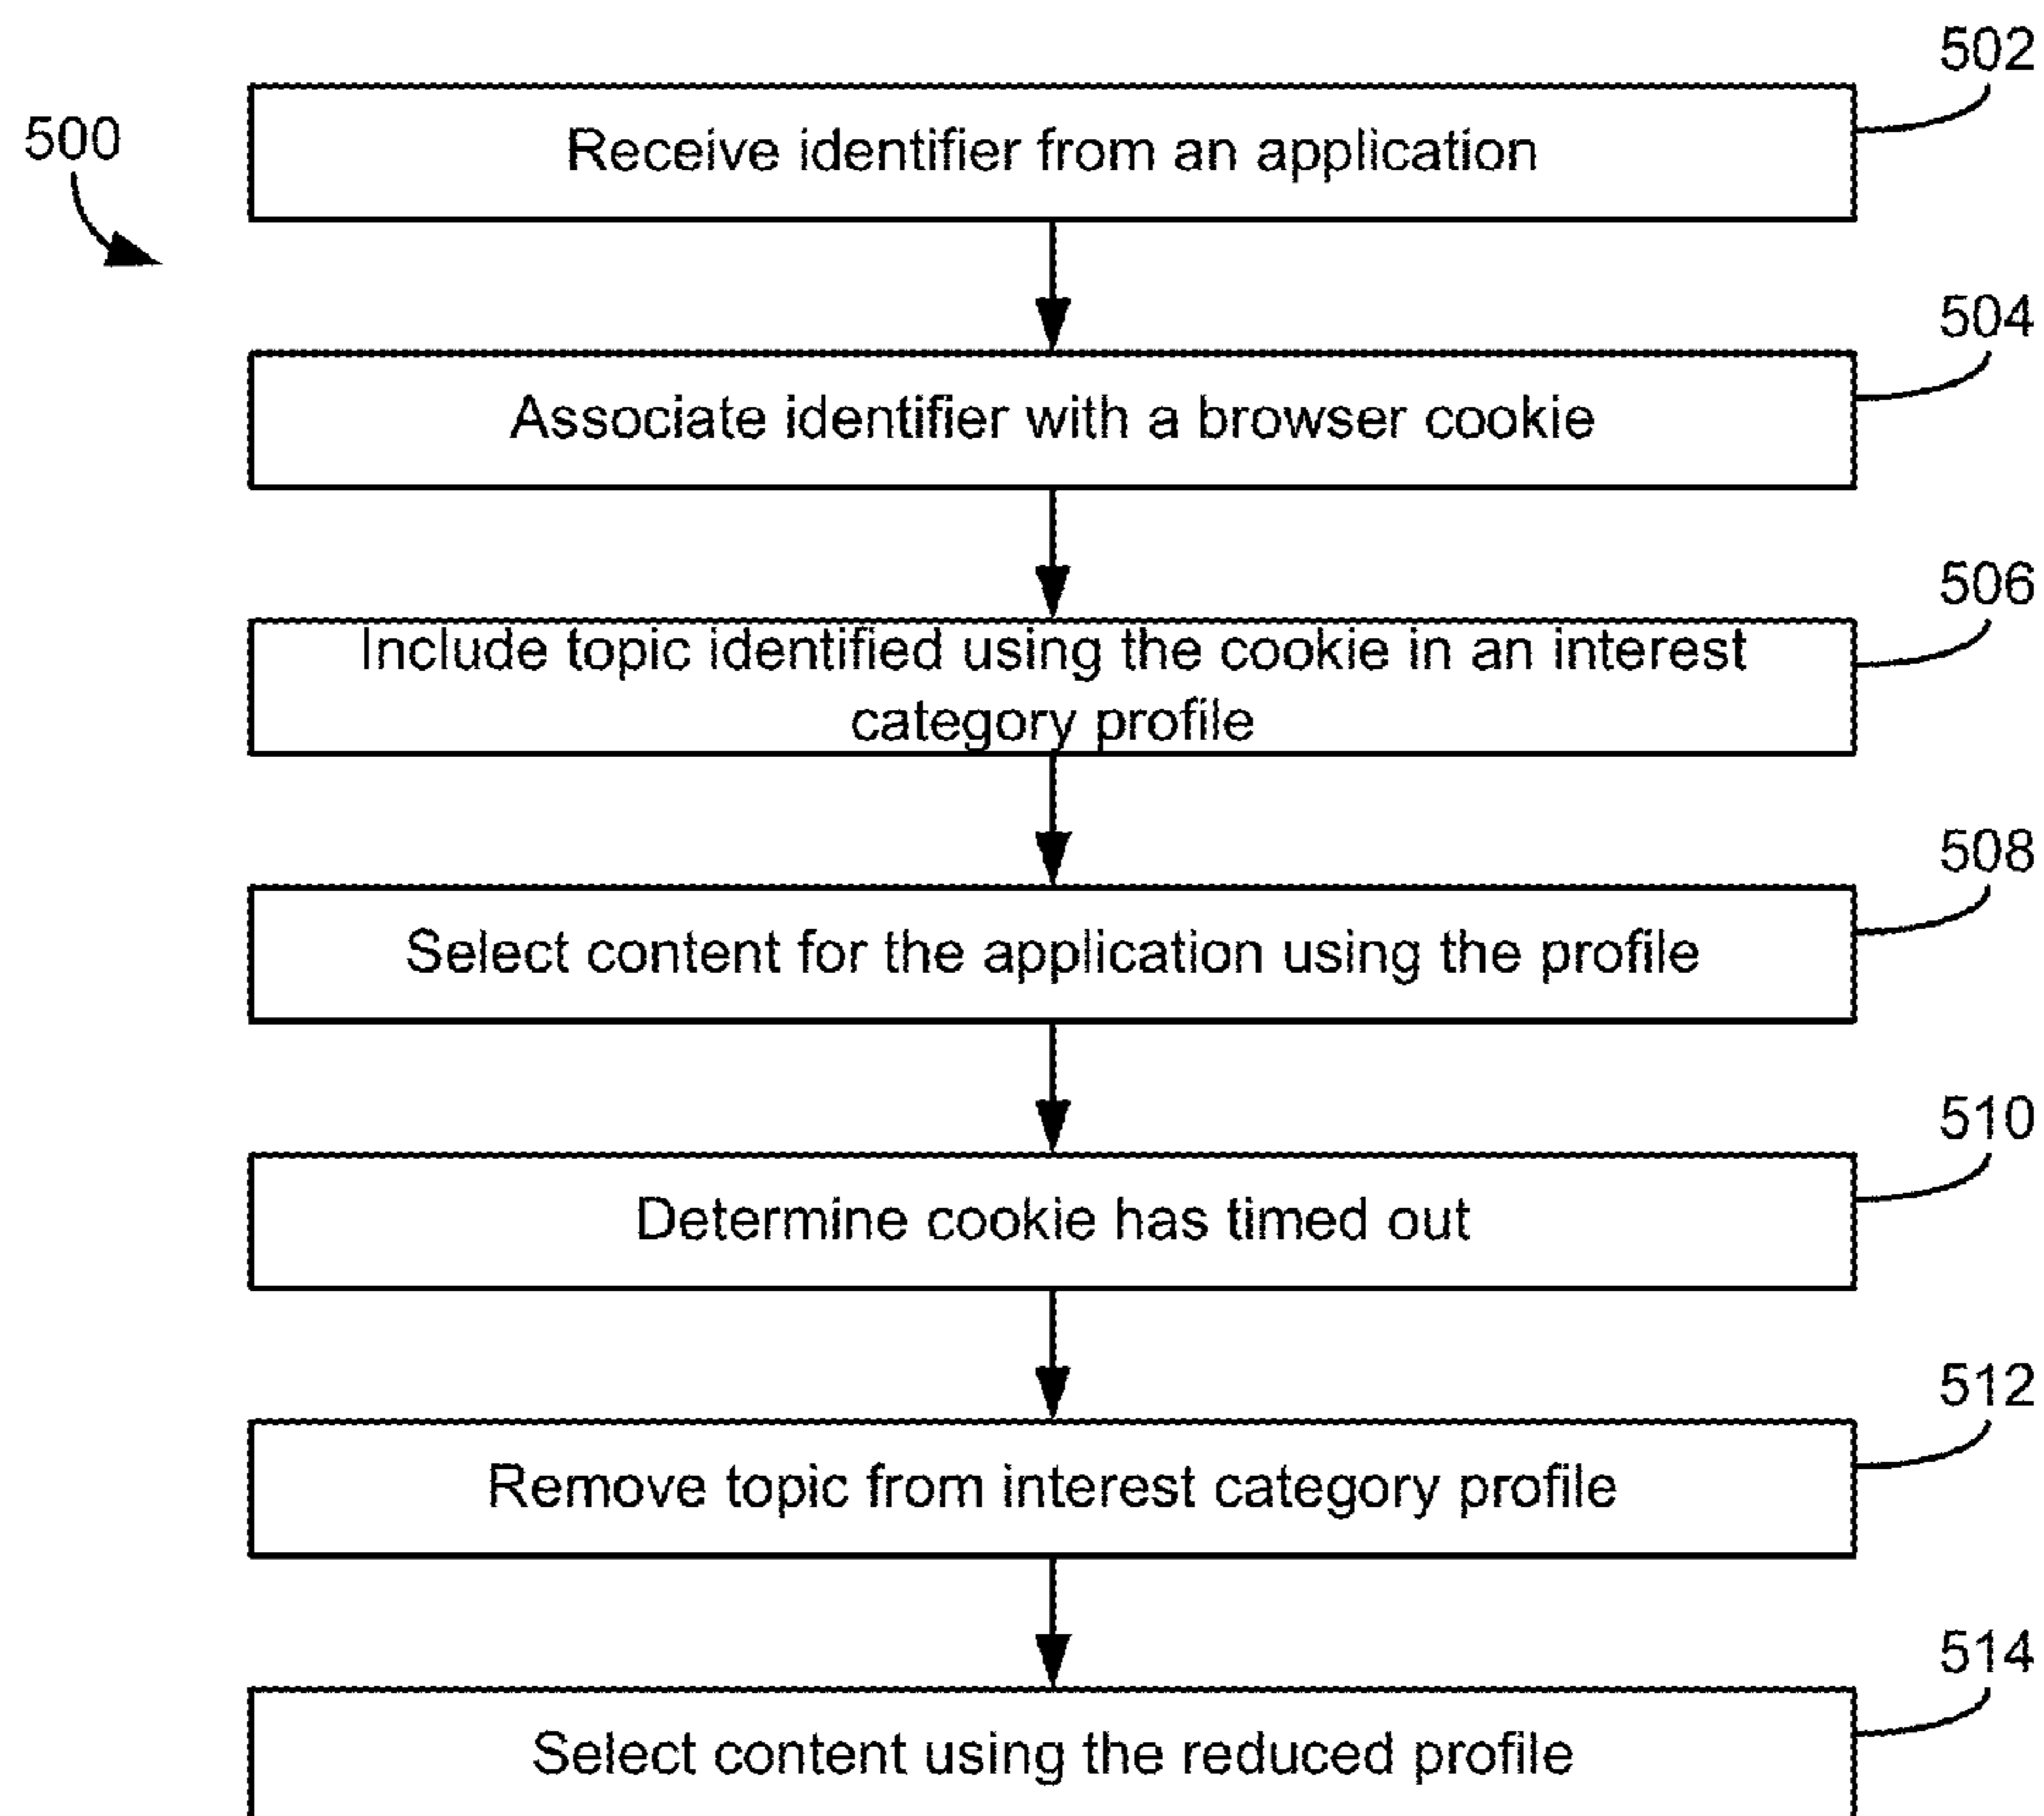 502
500
Receive identifier from an application
504
Associate identifier with a browser cookie
506
Include topic identified using the cookie in an interest
category profile
508
Select content for the application using the profile
510
Determine cookie has timed out
512
Remove topic from interest category profile
514
Select content using the reduced profile